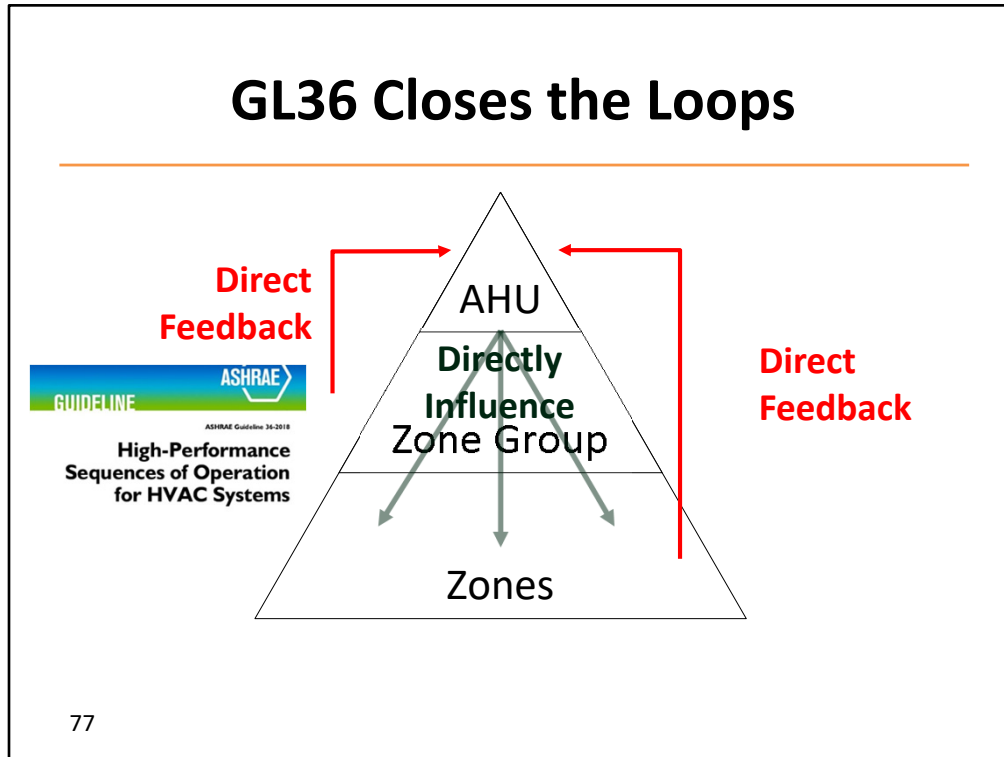 GL36 Closes the Loops
Direct
Feedback
ASHRAE
GUIDELINE
ASHRAE Guideline 36-2018
High-Performance
Sequences of Operation
for HVAC Systems
AHU
Directly
Influence
Zone Group
Zones
Direct
Feedback
77